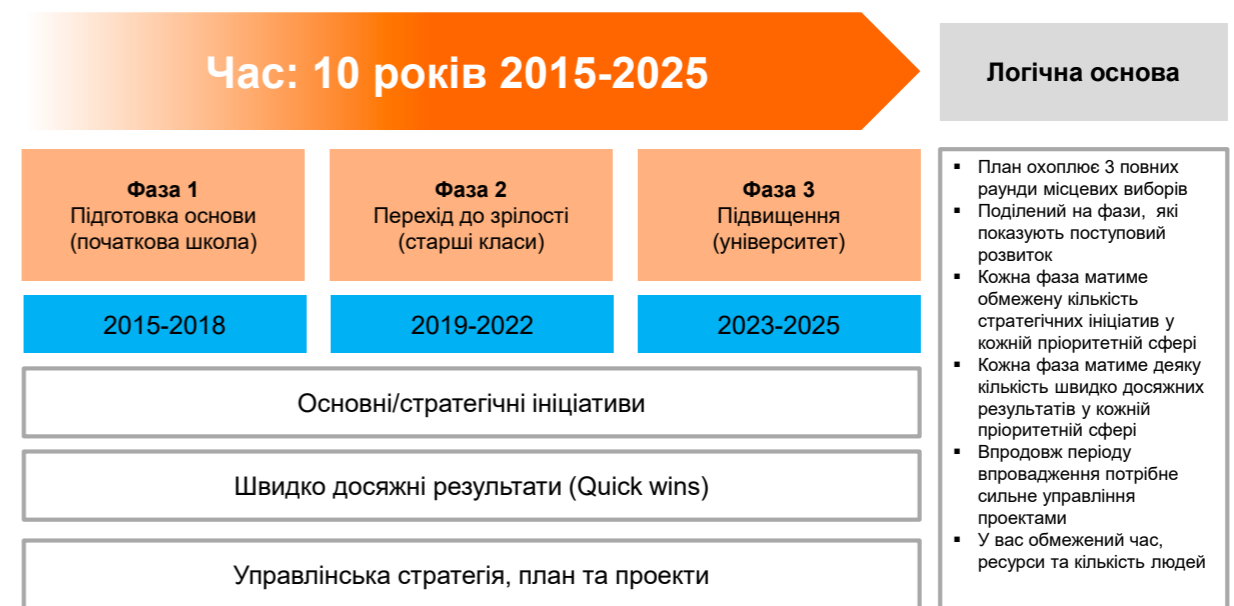 Час: 10 років 2015-2025
Логічна основа
Фаза 1
Підготовка основи
(початкова школа)
Фаза 2
Перехід до зрілості
(старші класи)
Фаза 3
Підвищення
(університет)
2015-2018
2019-2022
2023-2025
Основні/стратегічні ініціативи
Швидко досяжні результати (Quick wins)
Управлінська стратегія, план та проекти
▪ План охоплює 3 повних
раунди місцевих виборів
▪ Поділений на фази, які
показують поступовий
розвиток
▪ Кожна фаза матиме
обмежену кількість
стратегічних ініціатив у
кожній пріоритетній сфері
▪ Кожна фаза матиме деяку
кількість швидко досяжних
результатів у кожній
пріоритетній сфері
▪ Впродовж періоду
впровадження потрібне
сильне управління
проектами
▪ У вас обмежений час,
ресурси та кількість людей